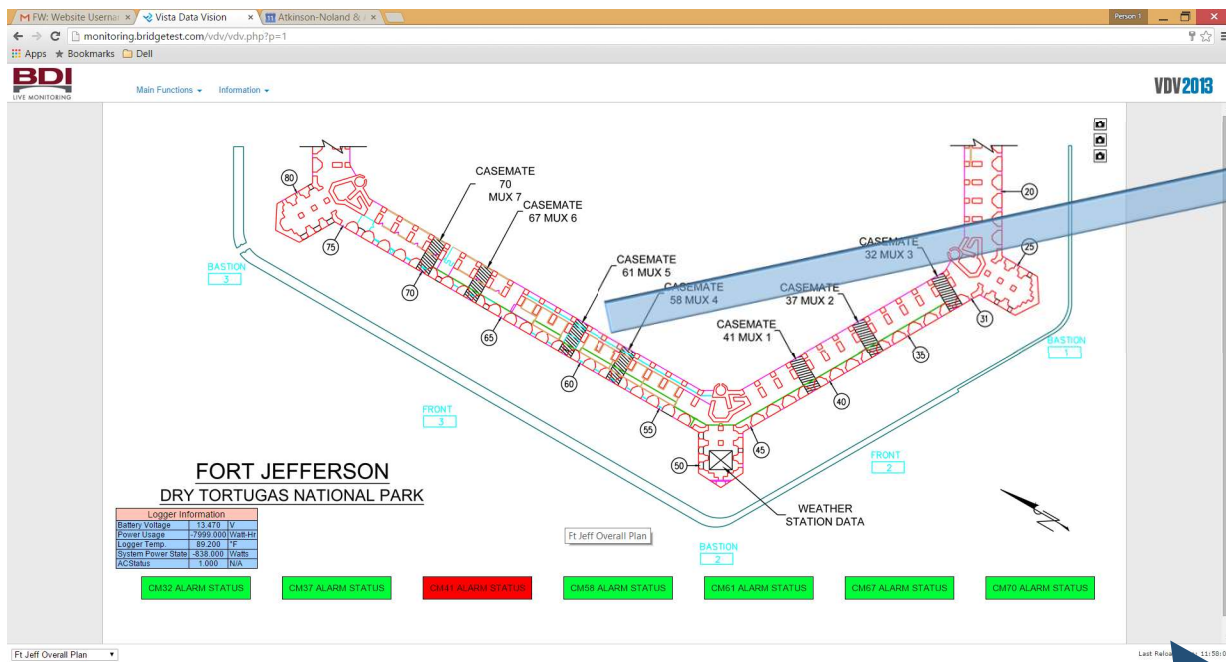 FW: Website Userna
Vista Data Vision
Atkinson-Noland &
Person 1
monitoring.bridgetest.com/vdv/vdv.php?p=1
Apps
Bookmarks
Dell
BDI
LIVE MONITORING
Main Functions
Information
VDV2013
80
CASEMATE
70
MUX 7
CASEMATE
67 MUX 6
20
75
BASTION
3
70
CASEMATE
61 MUX 5
CASEMATE
58 MUX 4
CASEMATE
32 MUX 3
25
CASEMATE
37 MUX 2
CASEMATE
41 MUX 1
65
31
35
BASTION
1
60
40
FRONT
3
55
45
50
FRONT
2
FORT JEFFERSON
DRY TORTUGAS NATIONAL PARK
WEATHER
STATION DATA
N
Logger Information
Battery Voltage 13.470 V
Power Usage -7999.000 Watt-Hr
Logger Temp. 89.200 °F
System Power State -838.000 Watts
ACStatus 1.000 N/A
Ft Jeff Overall Plan
BASTION
2
CM32 ALARM STATUS
CM37 ALARM STATUS
CM41 ALARM STATUS
CM58 ALARM STATUS
CM61 ALARM STATUS
CM67 ALARM STATUS
CM70 ALARM STATUS
Ft Jeff Overall Plan
Last